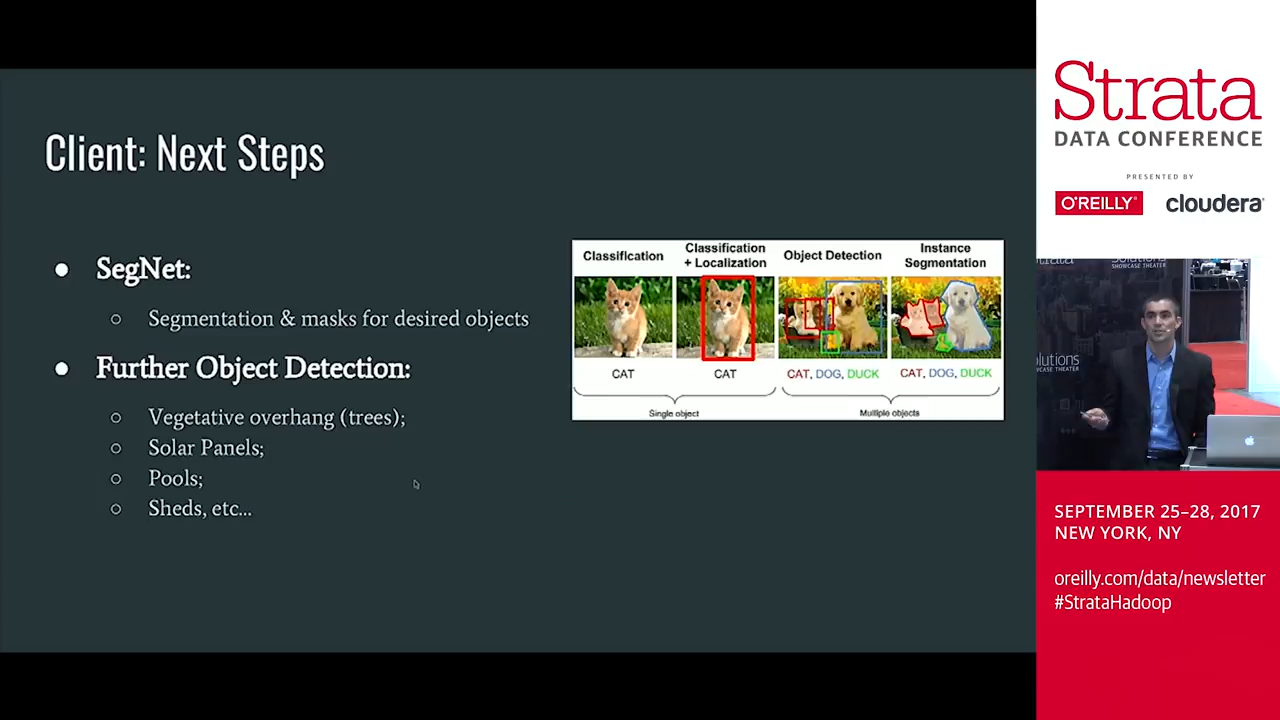 Client: Next Steps
● SegNet:
○ Segmentation & masks for desired objects
● Further Object Detection:
○ Vegetative overhang (trees);
○ Solar Panels;
○ Pools;
○ Sheds, etc...
Classification
Classification
+ Localization
Object Detection
Instance
Segmentation
CAT
CAT
CAT, DOG, DUCK
CAT, DOG, DUCK
Single object
Multiple objects
Strata
DATA CONFERENCE
PRESENTED BY
O'REILLY®
cloudera
SHOWCASE THEATER
SEPTEMBER 25–28, 2017
NEW YORK, NY
oreilly.com/data/newsletter
#StrataHadoop